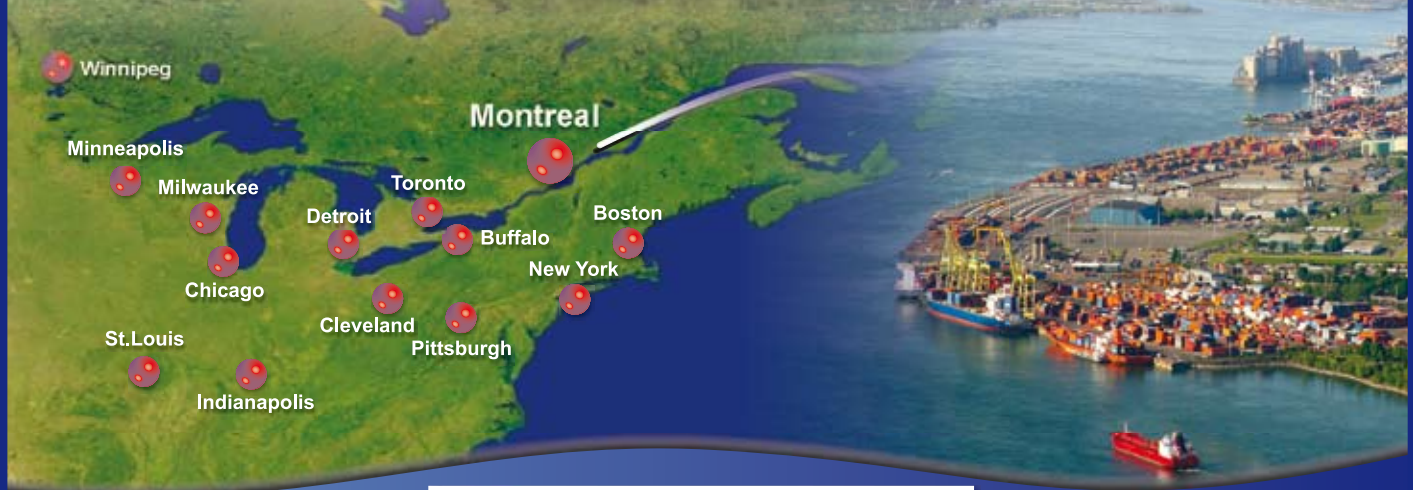 Winnipeg
Montreal
Minneapolis
Milwaukee
Toronto
Detroit
Boston
Buffalo
New York
Chicago
Cleveland
St.Louis
Pittsburgh
Indianapolis